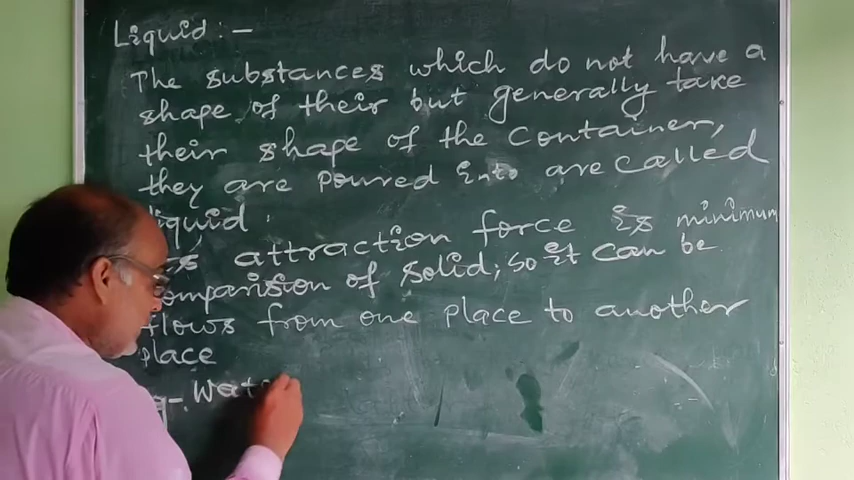 Liquid :-
The substances which do not have a
shape of their but generally take
their shape of the container,
they are poured into are called
liquid.
attraction force is minimum
comparision of solid, so it can be
flows from one place to another
place
Wate